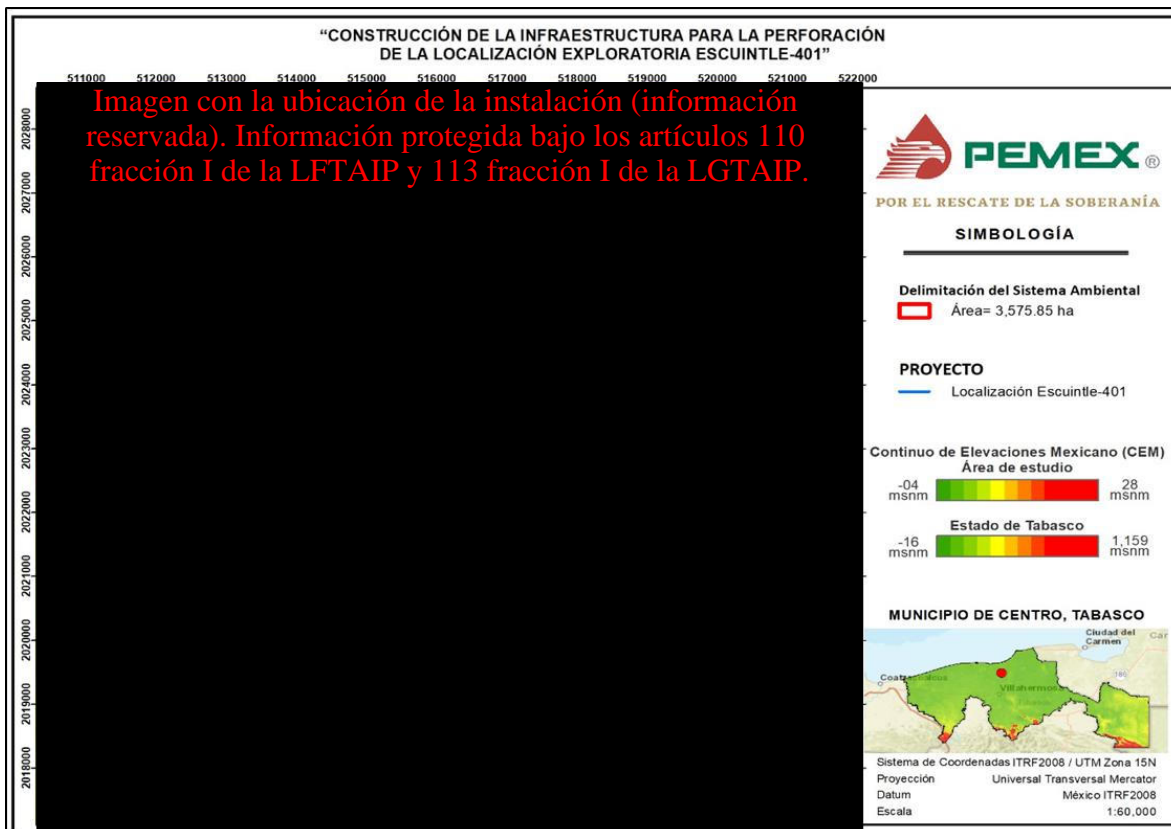 “CONSTRUCCIÓN DE LA INFRAESTRUCTURA PARA LA PERFORACIÓN
DE LA LOCALIZACIÓN EXPLORATORIA ESCUINTLE-401”
511000 512000 513000 514000 515000 516000 517000 518000 519000 520000 521000 522000
Imagen con la ubicación de la instalación (información
reservada). Información protegida bajo los artículos 110
fracción I de la LFTAIP y 113 fracción I de la LGTAIP.
2028000
2027000
2026000
2025000
2024000
2023000
2022000
2021000
2020000
2019000
2018000
PEMEX ®
POR EL RESCATE DE LA SOBERANÍA
SIMBOLOGÍA
Delimitación del Sistema Ambiental
Área= 3,575.85 ha
PROYECTO
Localización Escuintle-401
Continuo de Elevaciones Mexicano (CEM)
Área de estudio
-04 msnm 28 msnm
Estado de Tabasco
-16 msnm 1,159 msnm
MUNICIPIO DE CENTRO, TABASCO
Ciudad del
Carmen
Car
186
Villahermosa
Sistema de Coordenadas ITRF2008 / UTM Zona 15N
Proyección Universal Transversal Mercator
Datum México ITRF2008
Escala 1:60,000